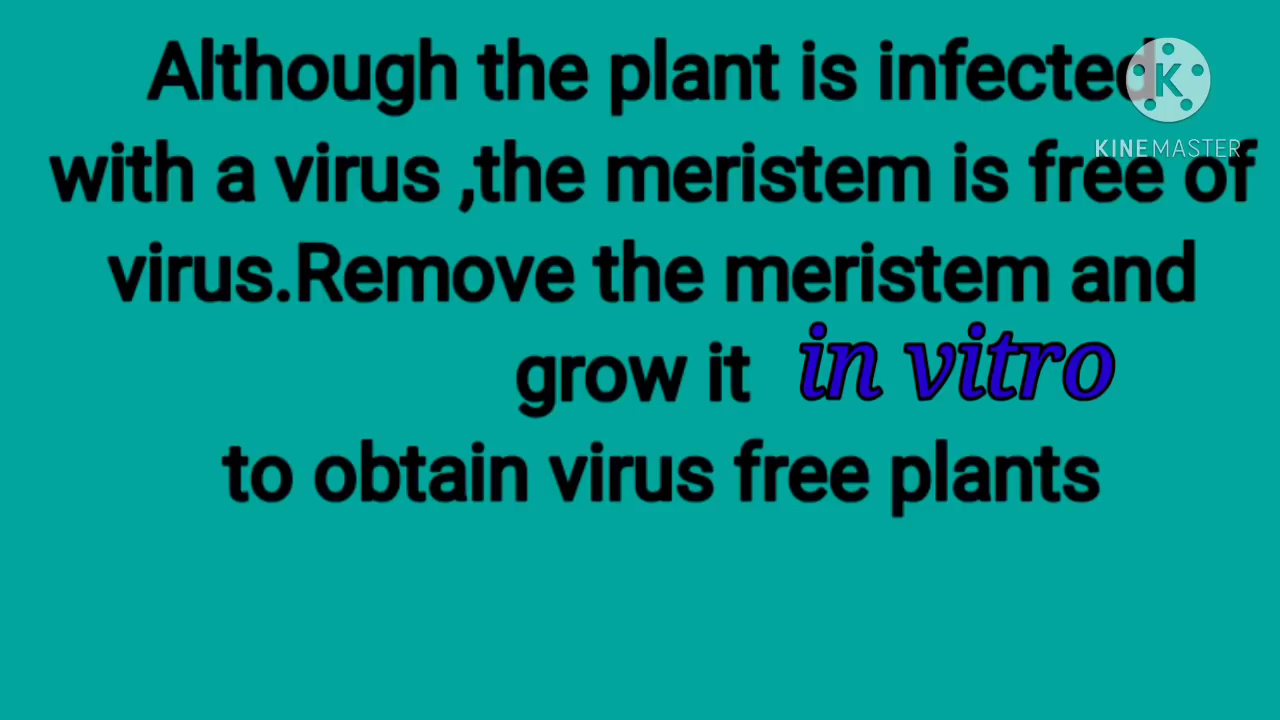 Although the plant is infected
with a virus ,the meristem is free of
virus.Remove the meristem and
grow it in vitro
to obtain virus free plants
K
KINEMASTER